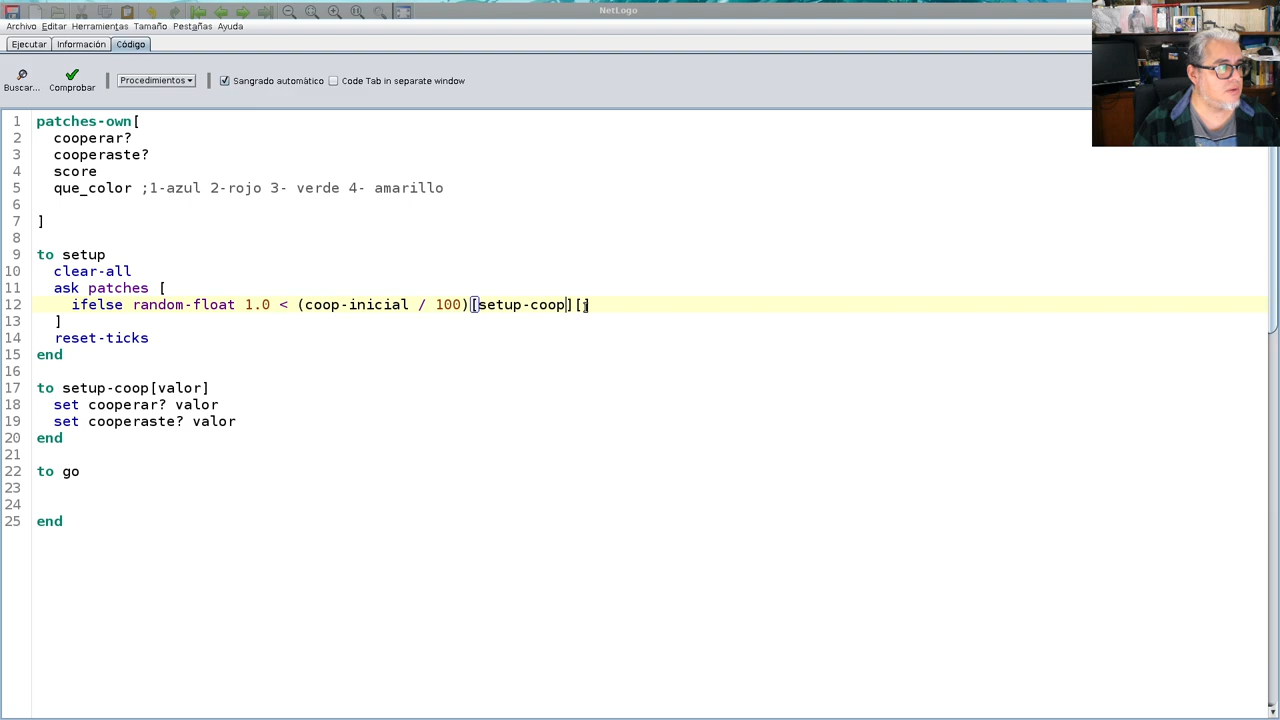 NetLogo
Archivo Editar Herramientas Tamaño Pestañas Ayuda
Ejecutar Información Código
Buscar... Comprobar Procedimientos Sangrado automático Code Tab in separate window
1 patches-own[
2 cooperar?
3 cooperaste?
4 score
5 que_color ;1-azul 2-rojo 3- verde 4- amarillo
6
7 ]
8
9 to setup
10 clear-all
11 ask patches [
12 ifelse random-float 1.0 < (coop-inicial / 100)[setup-coop][]
13 ]
14 reset-ticks
15 end
16
17 to setup-coop[valor]
18 set cooperar? valor
19 set cooperaste? valor
20 end
21
22 to go
23
24
25 end